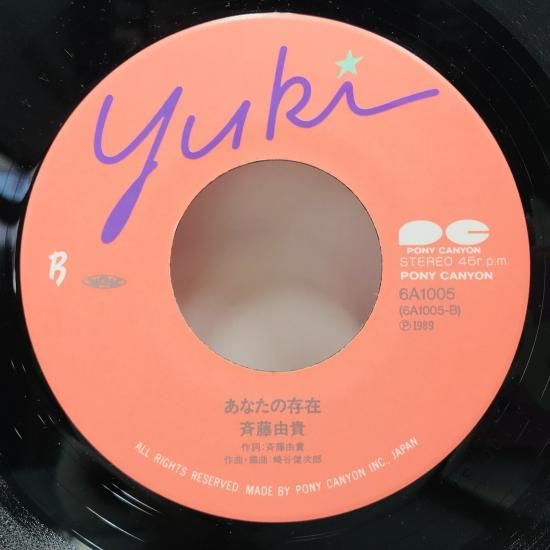 yuki
B
PONY CANYON
STEREO 45r.p.m.
PONY CANYON
6A1005
(6A1005-B)
Ⓟ1989
あなたの存在
斉藤由貴
作詞：斉藤由貴
作曲・編曲：崎谷健次郎
ALL RIGHTS RESERVED. MADE BY PONY CANYON INC., JAPAN